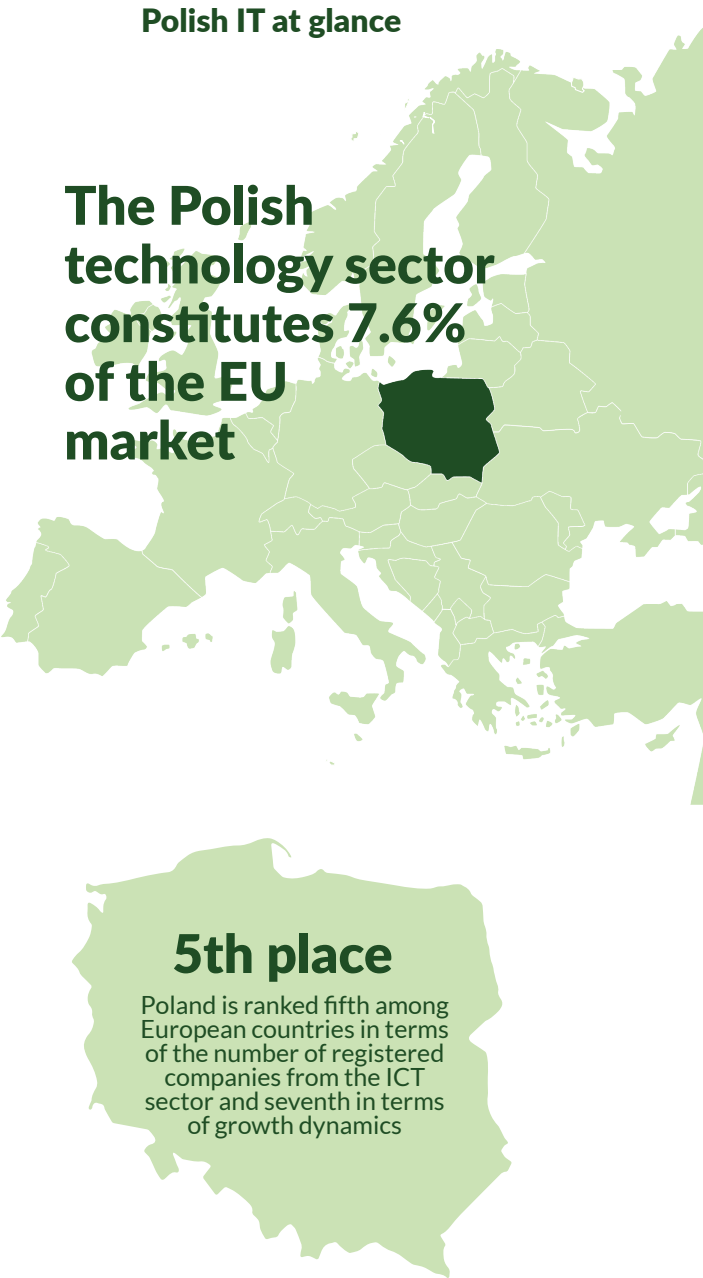 Polish IT at glance
The Polish
technology sector
constitutes 7.6%
of the EU
market
5th place
Poland is ranked fifth among
European countries in terms
of the number of registered
companies from the ICT
sector and seventh in terms
of growth dynamics